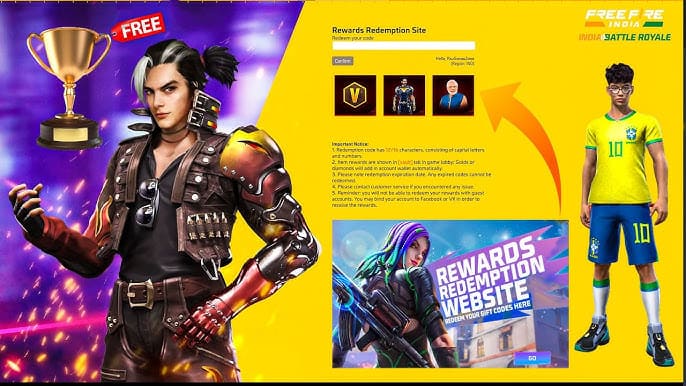 FREE
Rewards Redemption Site
Redeem your code
Confirm
Hello,
(Region: IND)
V
Important Notice:
1. Redemption code has 12/16 characters, consisting of capital letters
and numbers.
2. Item rewards are shown in [vault] tab in game lobby; Golds or
diamonds will add in account wallet automatically.
3. Please note redemption expiration date. Any expired codes cannot be
redeemed.
4. Please contact customer service if you encountered any issue.
5. Reminder: you will not be able to redeem your rewards with guest
accounts. You may bind your account to Facebook or VK in order to
receive the rewards.
REWARDS
REDEMPTION
WEBSITE
REDEEM YOUR GIFT CODES HERE
GO
FREE FIRE
INDIA
INDIA BATTLE ROYALE
10
10